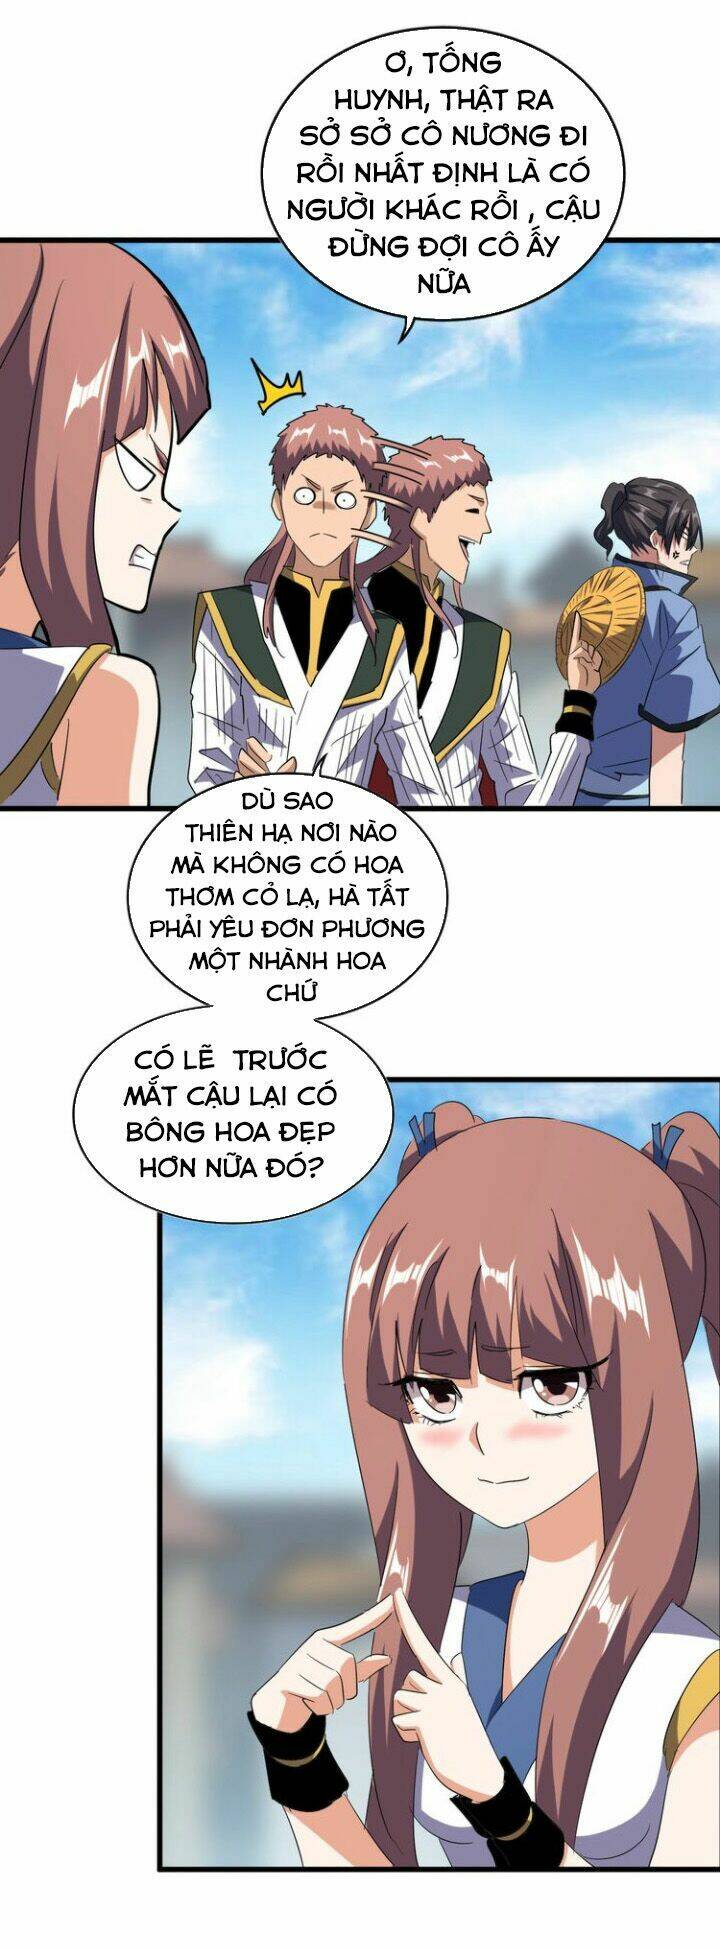 Ơ, TỐNG
HUYNH, THẬT RA
SỞ SỞ CÔ NƯƠNG ĐI
RỒI NHẤT ĐỊNH LÀ CÓ
NGƯỜI KHÁC RỒI , CẬU
ĐỪNG ĐỢI CÔ ẤY
NỮA
DÙ SAO
THIÊN HẠ NƠI NÀO
MÀ KHÔNG CÓ HOA
THƠM CỎ LẠ, HÀ TẤT
PHẢI YÊU ĐƠN PHƯƠNG
MỘT NHÀNH HOA
CHỨ
CÓ LẼ TRƯỚC
MẮT CẬU LẠI CÓ
BÔNG HOA ĐẸP
HƠN NỮA ĐÓ?